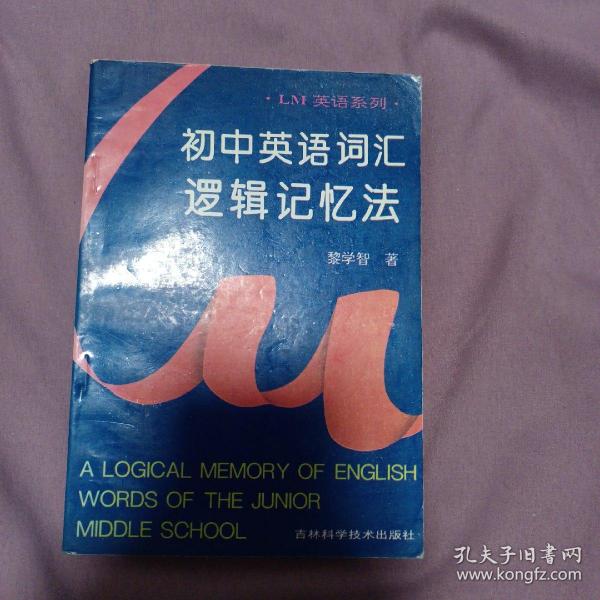 ·LM 英语系列·
初中英语词汇
逻辑记忆法
黎学智 著
A LOGICAL MEMORY OF ENGLISH
WORDS OF THE JUNIOR
MIDDLE SCHOOL
吉林科学技术出版社
孔夫子旧书网
www.kongfz.com